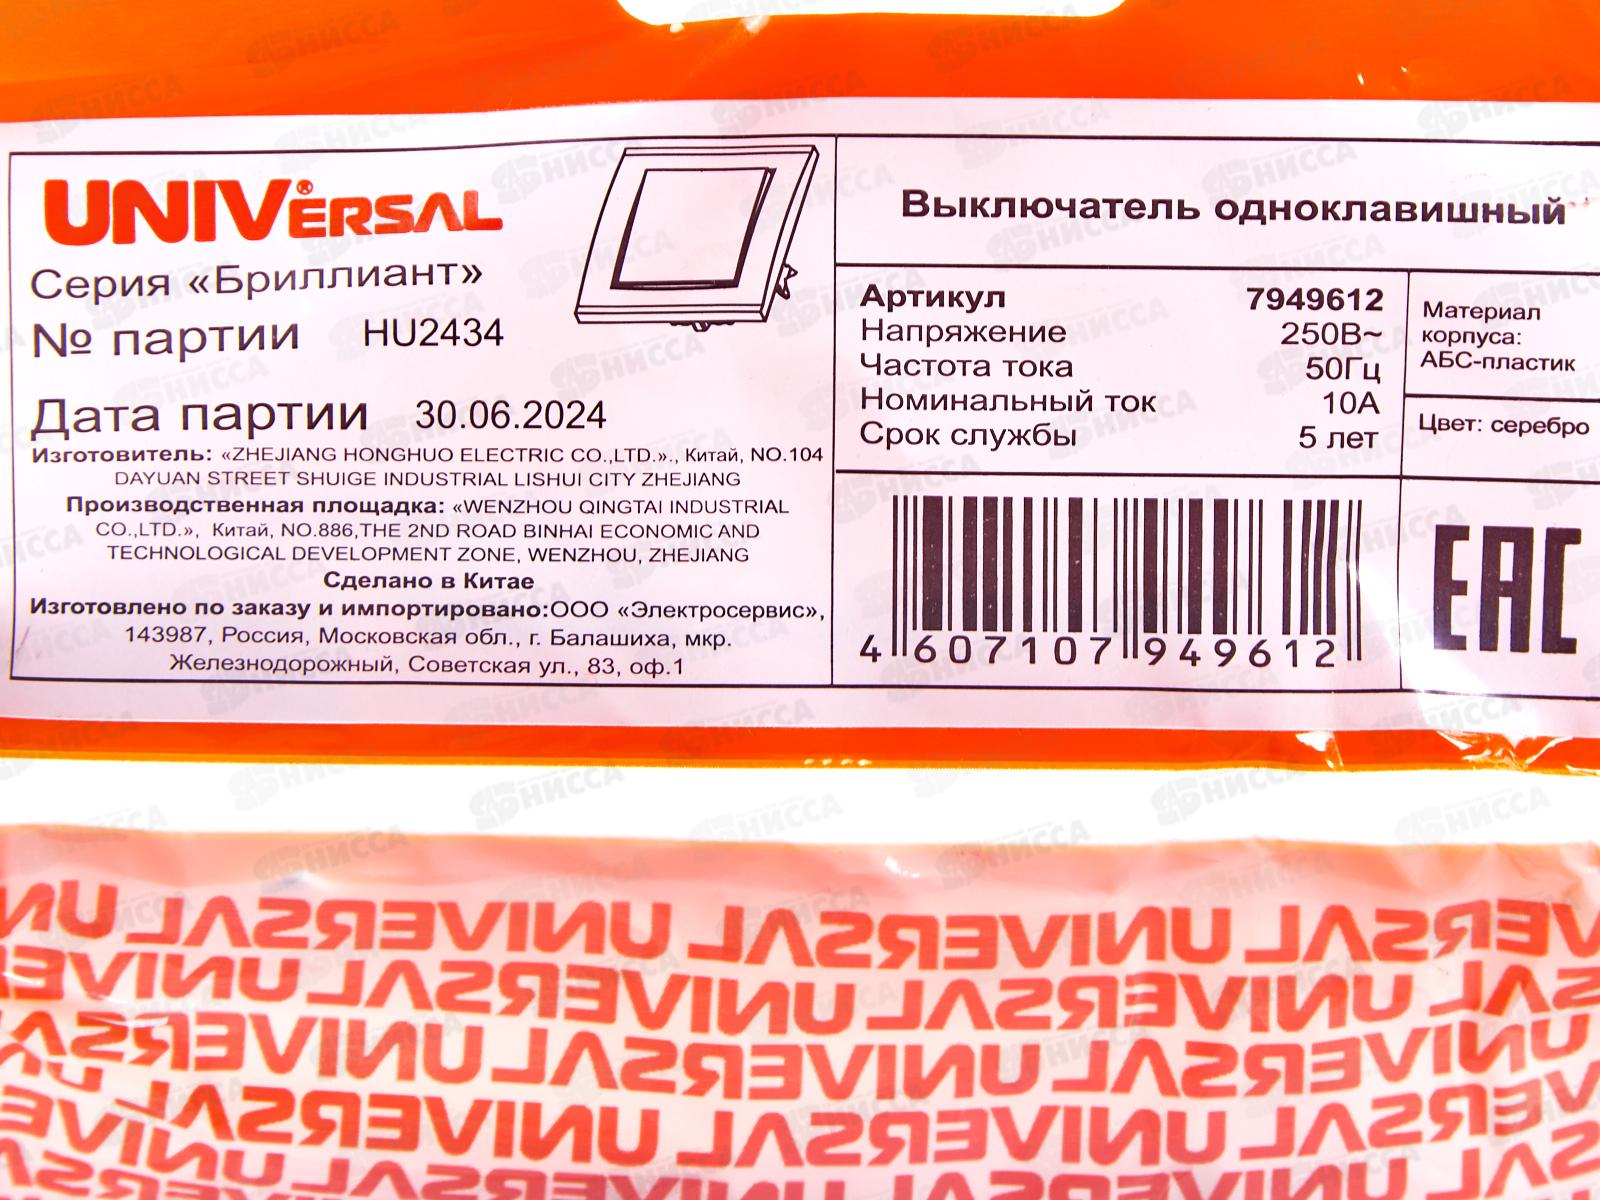 UNIVERSAL®
Серия «Бриллиант»
№ партии HU2434
Дата партии 30.06.2024
Изготовитель: «ZHEJIANG HONGHUO ELECTRIC CO.,LTD.»., Китай, NO.104
DAYUAN STREET SHUIGE INDUSTRIAL LISHUI CITY ZHEJIANG
Производственная площадка: «WENZHOU QINGTAI INDUSTRIAL
CO.,LTD.», Китай, NO.886,THE 2ND ROAD BINHAI ECONOMIC AND
TECHNOLOGICAL DEVELOPMENT ZONE, WENZHOU, ZHEJIANG
Сделано в Китае
Изготовлено по заказу и импортировано:ООО «Электросервис»,
143987, Россия, Московская обл., г. Балашиха, мкр.
Железнодорожный, Советская ул., 83, оф.1
Выключатель одноклавишный
Артикул 7949612
Напряжение 250В~
Частота тока 50Гц
Номинальный ток 10А
Срок службы 5 лет
Материал
корпуса:
АБС-пластик
Цвет: серебро
4 607107 949612
EAC
UNIVERSAL UNIVERSAL UNIVERSAL
UNIVERSAL UNIVERSAL UNIVERSAL
UNIVERSAL UNIVERSAL UNIVERSAL
UNIVERSAL UNIVERSAL UNIVERSAL
НИССА